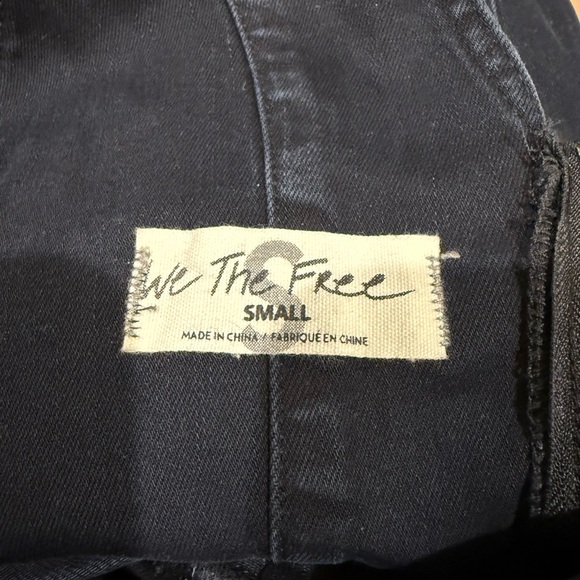 We The Free
S
SMALL
MADE IN CHINA / FABRIQUÉ EN CHINE